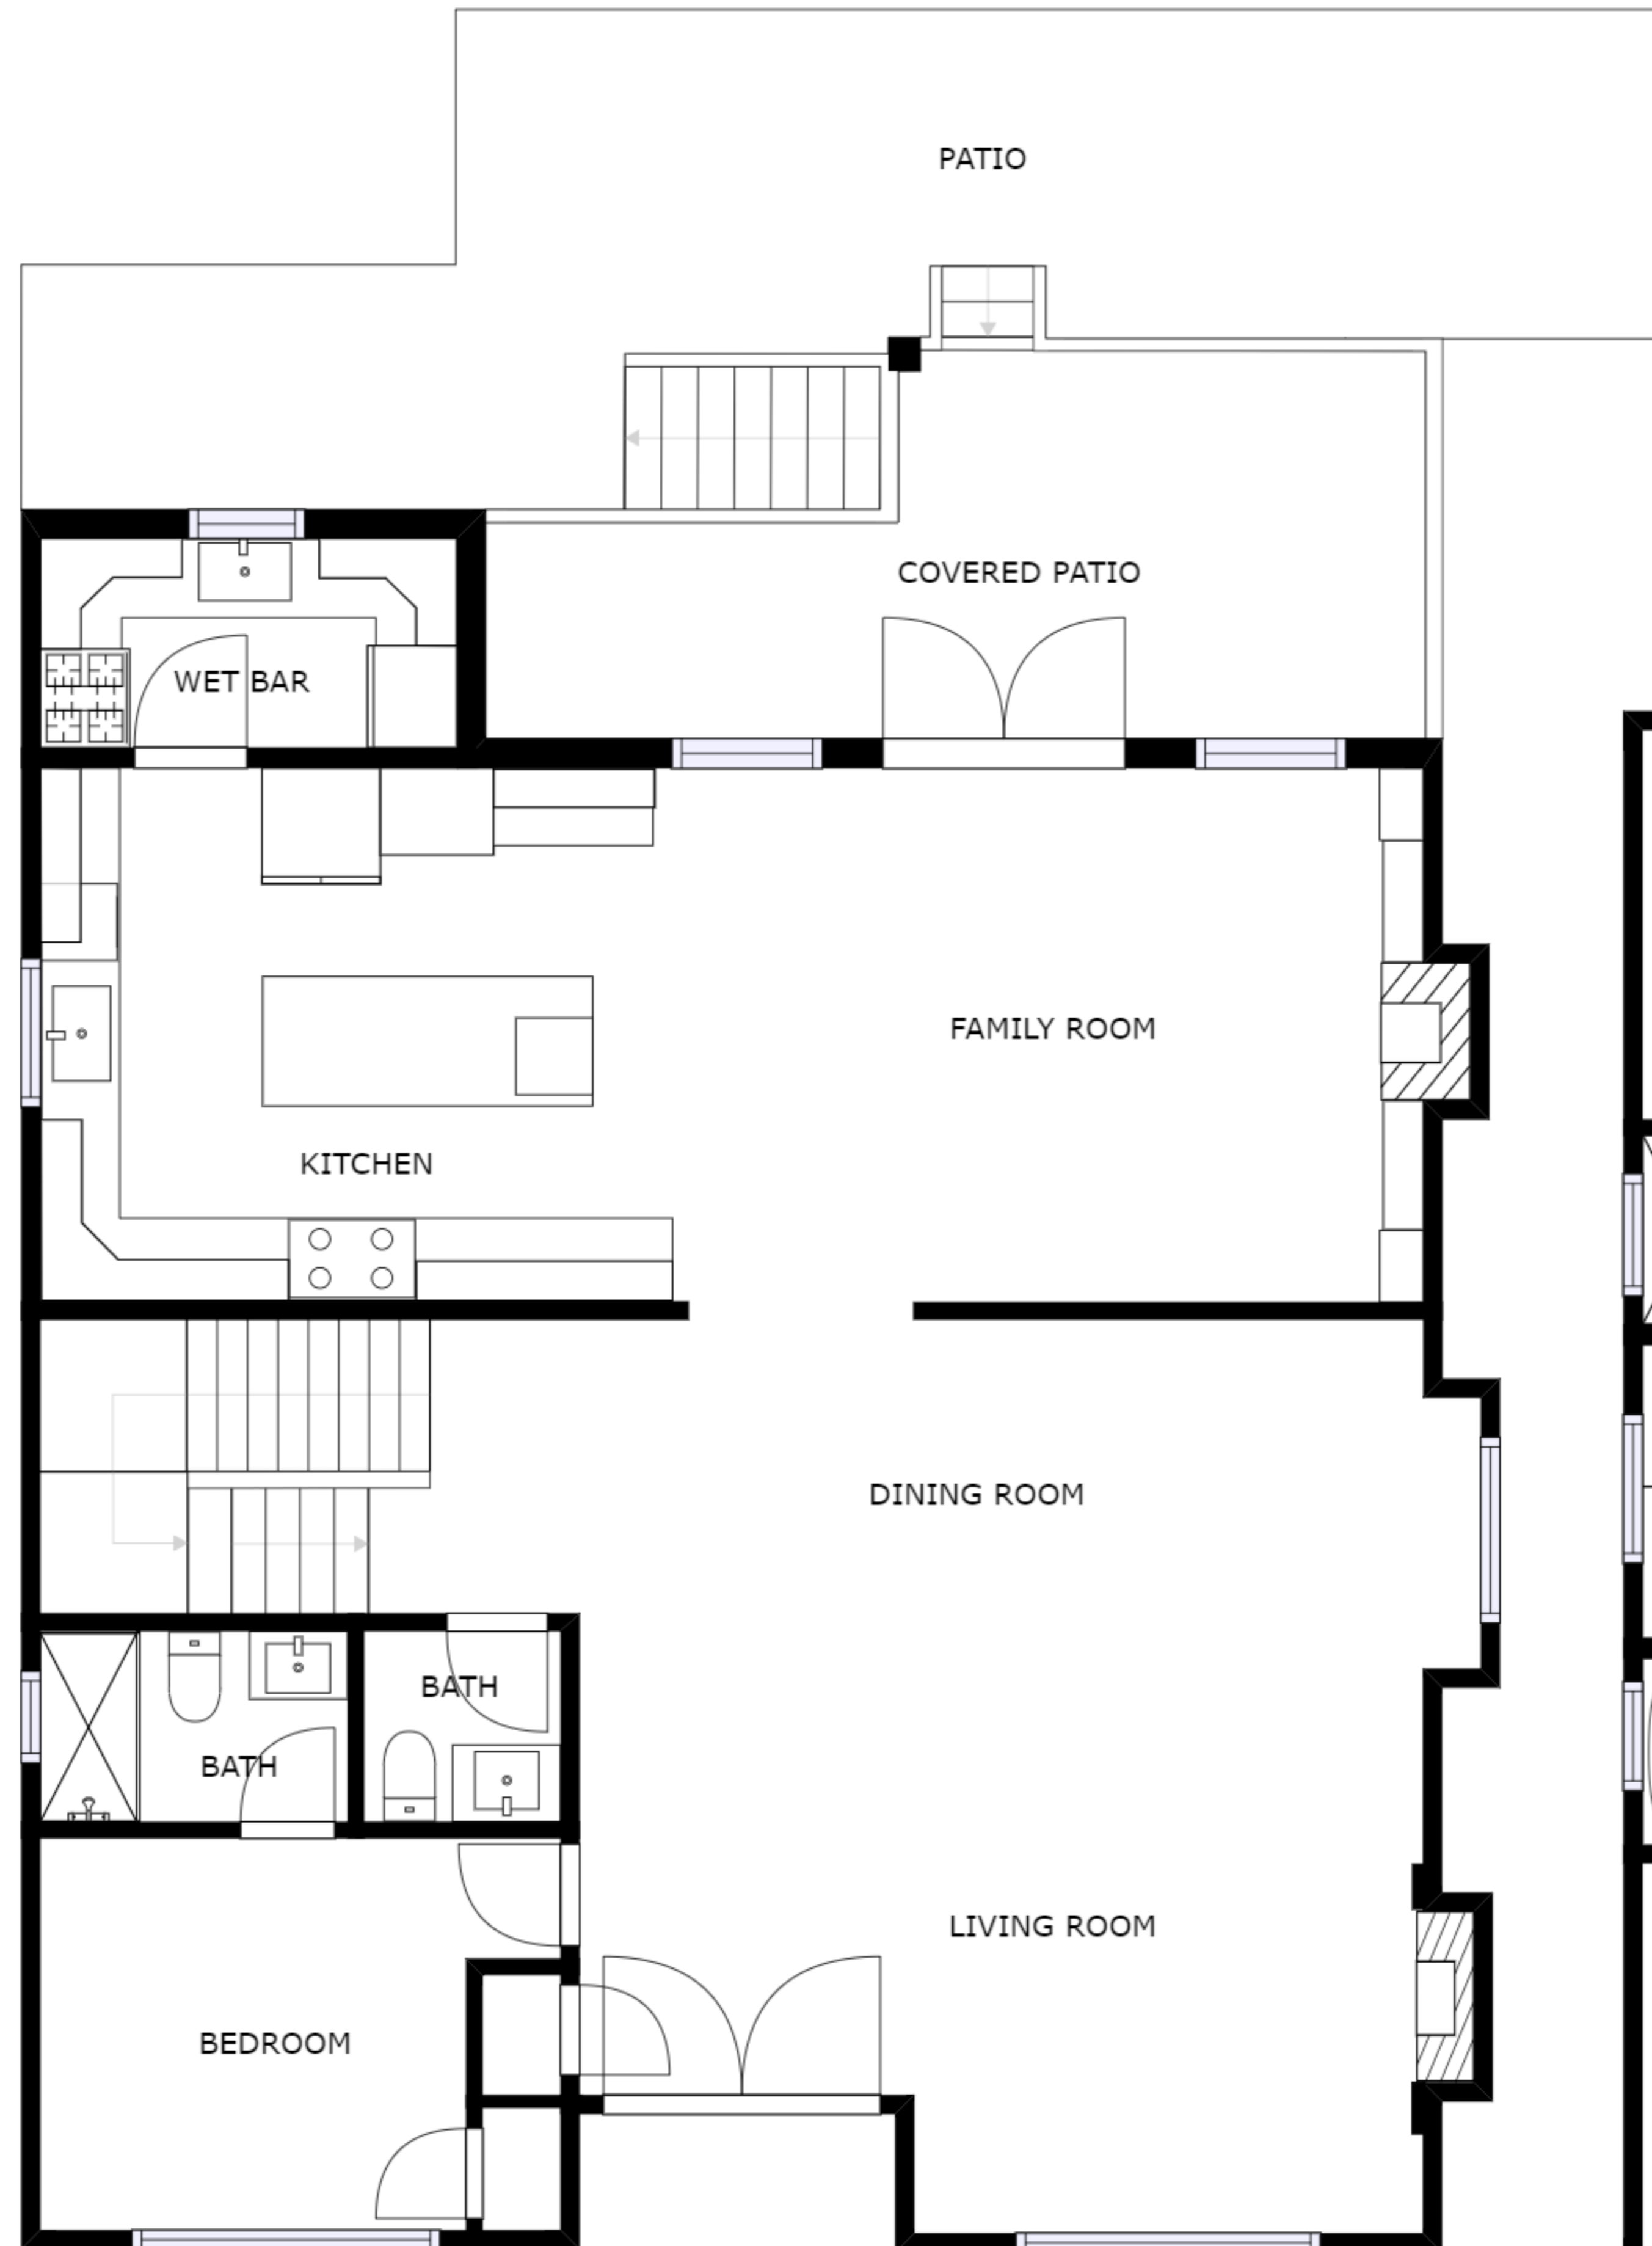 PATIO
COVERED PATIO
WET BAR
FAMILY ROOM
KITCHEN
DINING ROOM
BATH
BATH
LIVING ROOM
BEDROOM